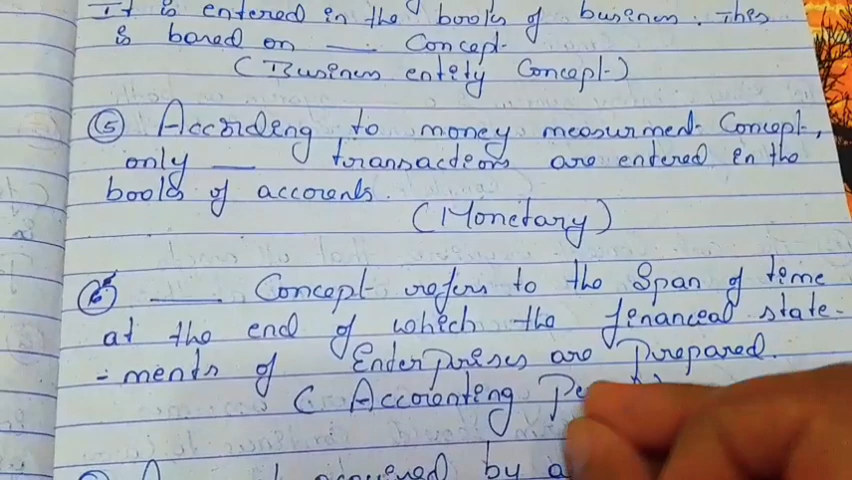 It is entered in the books of business. This
is based on ___ Concept.
(Business entity Concept)
(5) According to money measurment Concept,
only ___ transactions are entered in the
books of accounts.
(Monetary)
(6) ___ Concept refers to the Span of time
at the end of which the financial state-
-ments of Enterprises are prepared.
( Accounting Pe
by a